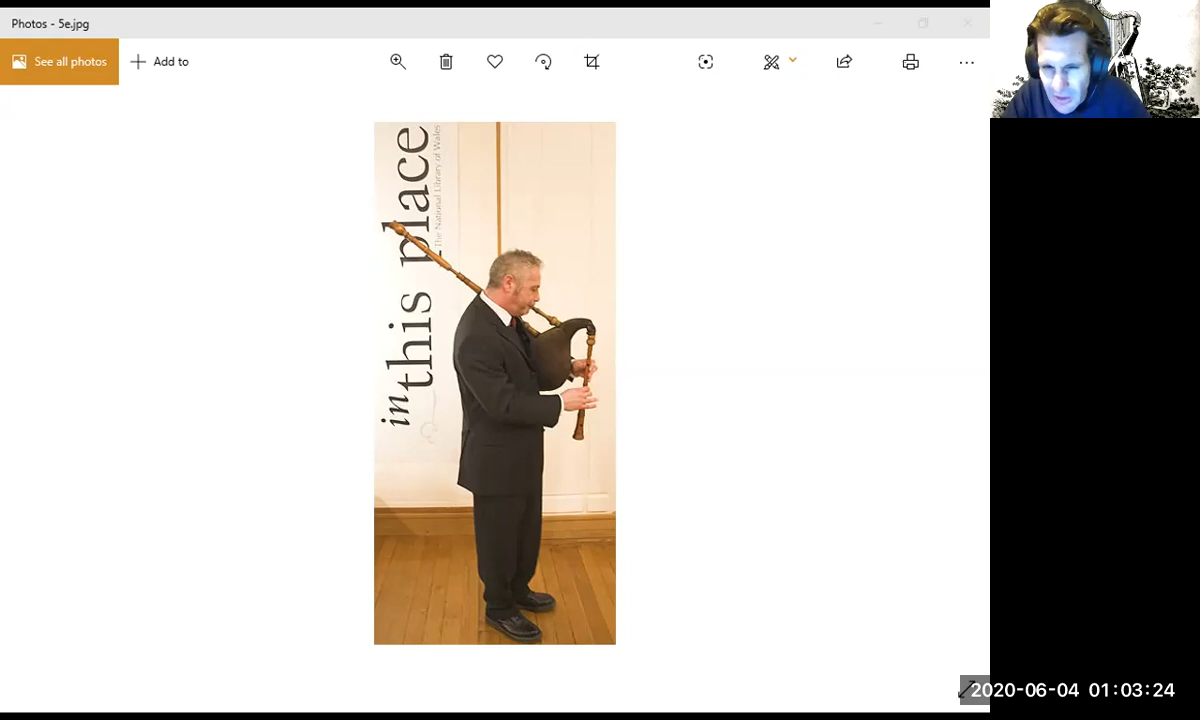 Photos - 5e.jpg
See all photos
Add to
in this place
The National Library of Wales
2020-06-04 01:03:24